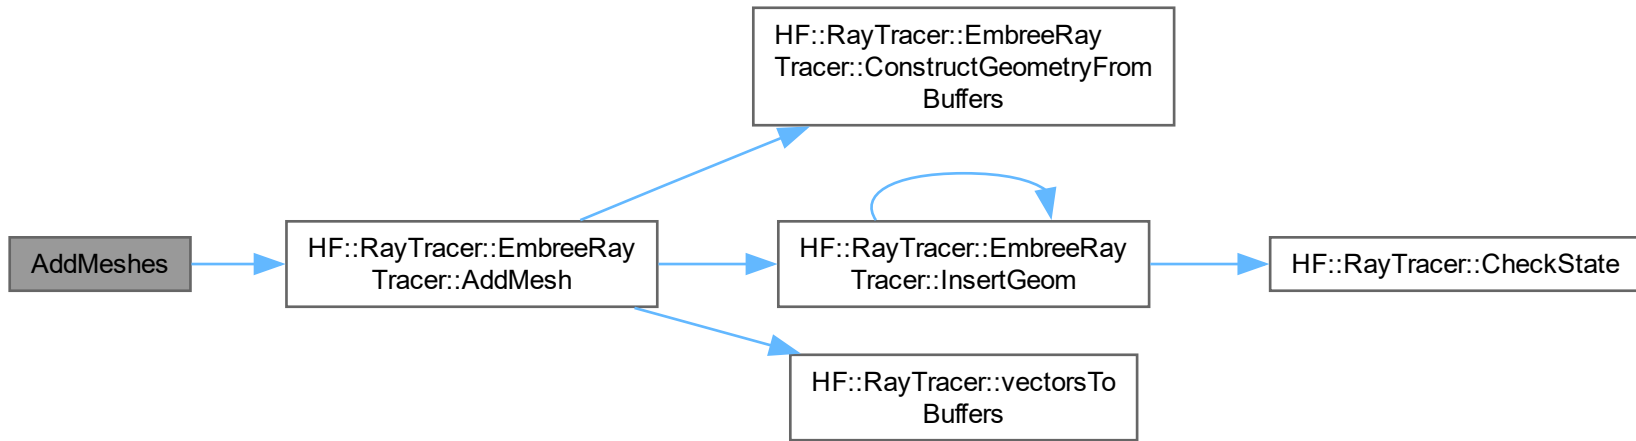 AddMeshes
HF::RayTracer::EmbreeRay
Tracer::AddMesh
HF::RayTracer::EmbreeRay
Tracer::ConstructGeometryFrom
Buffers
HF::RayTracer::EmbreeRay
Tracer::InsertGeom
HF::RayTracer::CheckState
HF::RayTracer::vectorsTo
Buffers